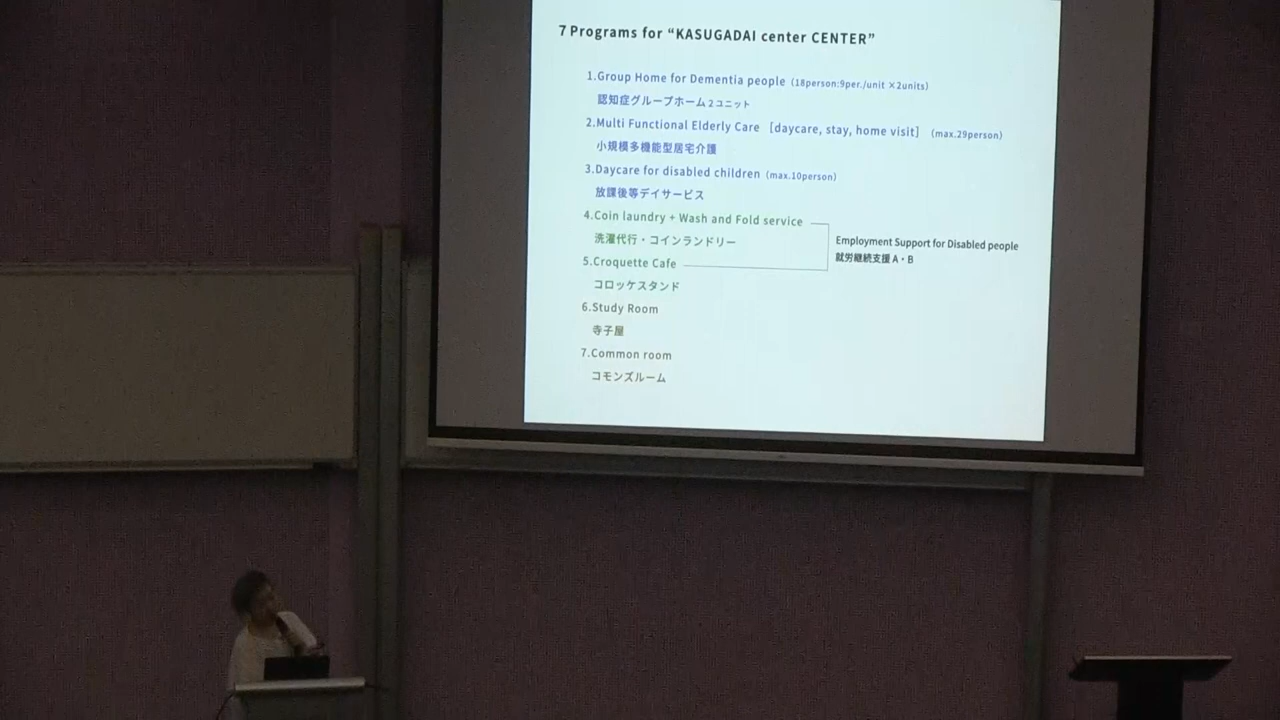 7 Programs for “KASUGADAI center CENTER”
1.Group Home for Dementia people（18person:9per./unit ×2units）
認知症グループホーム２ユニット
2.Multi Functional Elderly Care ［daycare, stay, home visit］（max.29person）
小規模多機能型居宅介護
3.Daycare for disabled children（max.10person）
放課後等デイサービス
4.Coin laundry + Wash and Fold service
洗濯代行・コインランドリー
Employment Support for Disabled people
就労継続支援 A・B
5.Croquette Cafe
コロッケスタンド
6.Study Room
寺子屋
7.Common room
コモンズルーム